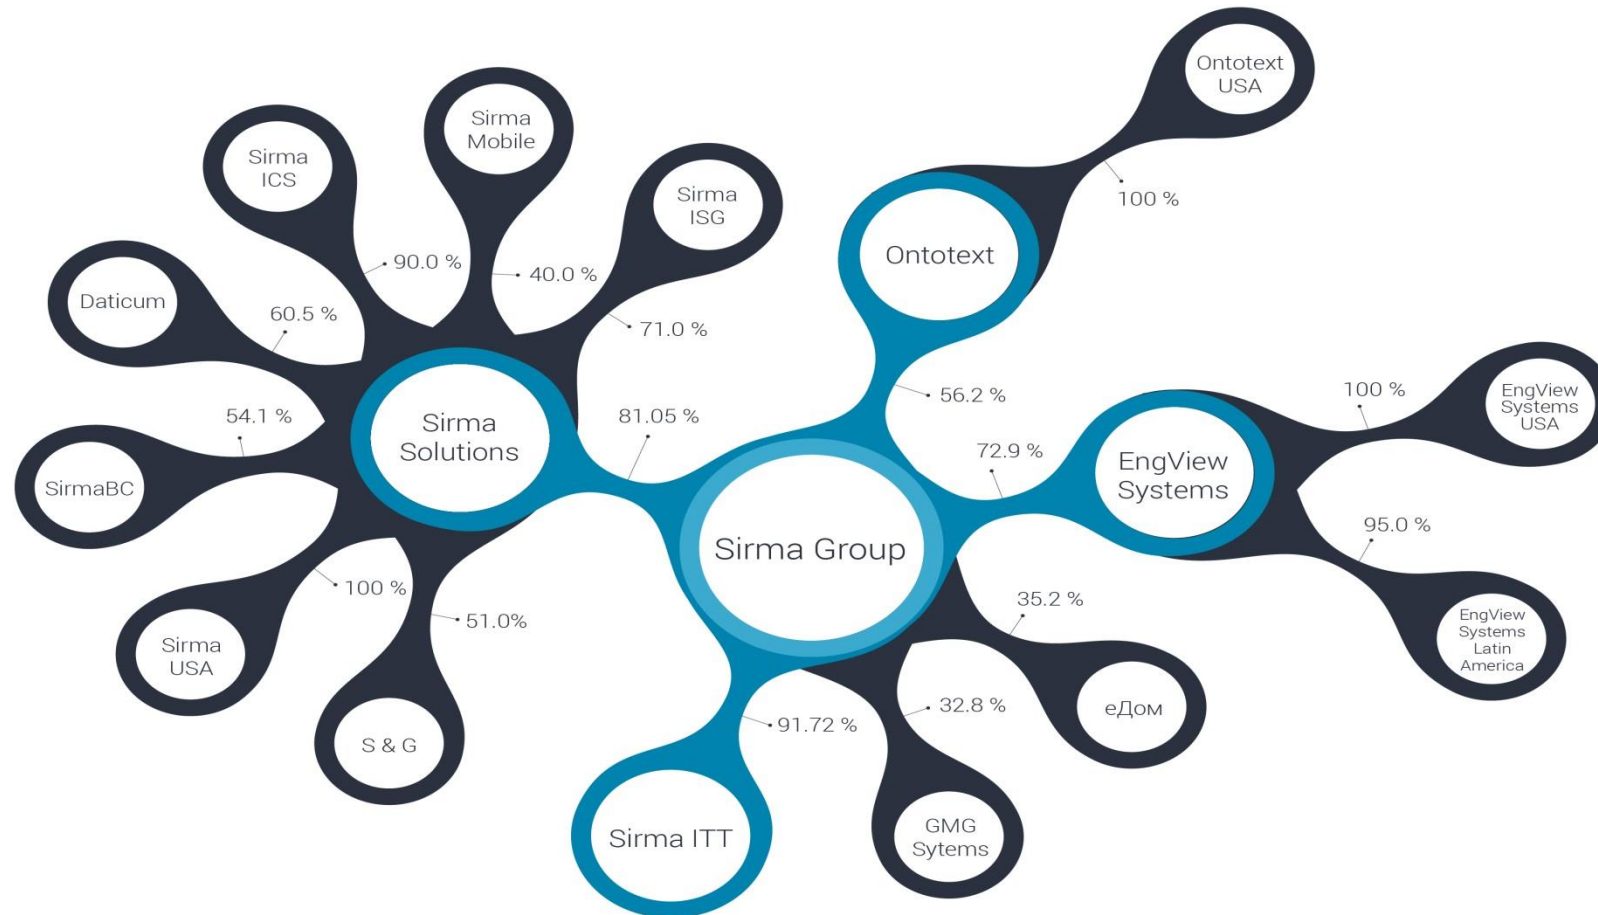 Ontotext
USA
100 %
Sirma
Mobile
Sirma
ICS
Sirma
ISG
90.0 %
40.0 %
71.0 %
Daticum
60.5 %
54.1 %
SirmaBC
Sirma
Solutions
81.05 %
100 %
51.0%
Sirma
USA
S & G
Ontotext
56.2 %
72.9 %
EngView
Systems
100 %
EngView
Systems
USA
95.0 %
EngView
Systems
Latin
America
Sirma Group
35.2 %
еДом
32.8 %
GMG
Sytems
91.72 %
Sirma ITT